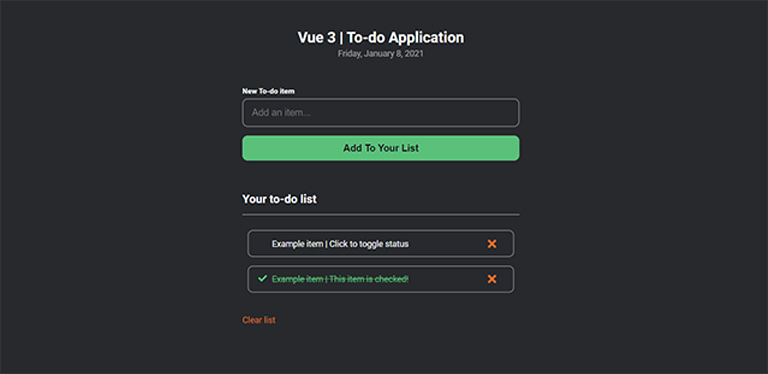 Vue 3 | To-do Application
Friday, January 8, 2021
New To-do item
Add an item...
Add To Your List
Your to-do list
Example item | Click to toggle status
Example item | This item is checked!
Clear list